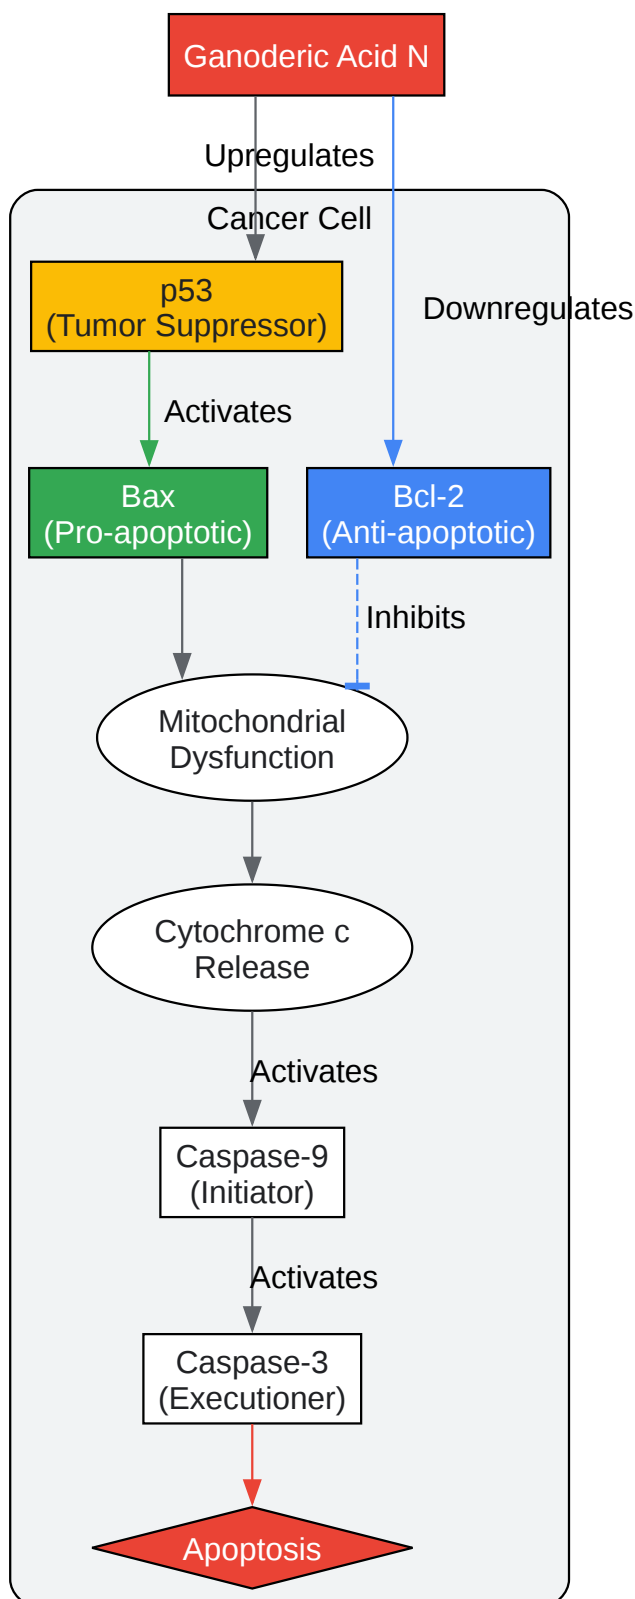 Ganoderic Acid N
Upregulates
Cancer Cell
p53
(Tumor Suppressor)
Downregulates
Activates
Bax
(Pro-apoptotic)
Bcl-2
(Anti-apoptotic)
Inhibits
Mitochondrial
Dysfunction
Cytochrome c
Release
Activates
Caspase-9
(Initiator)
Activates
Caspase-3
(Executioner)
Apoptosis